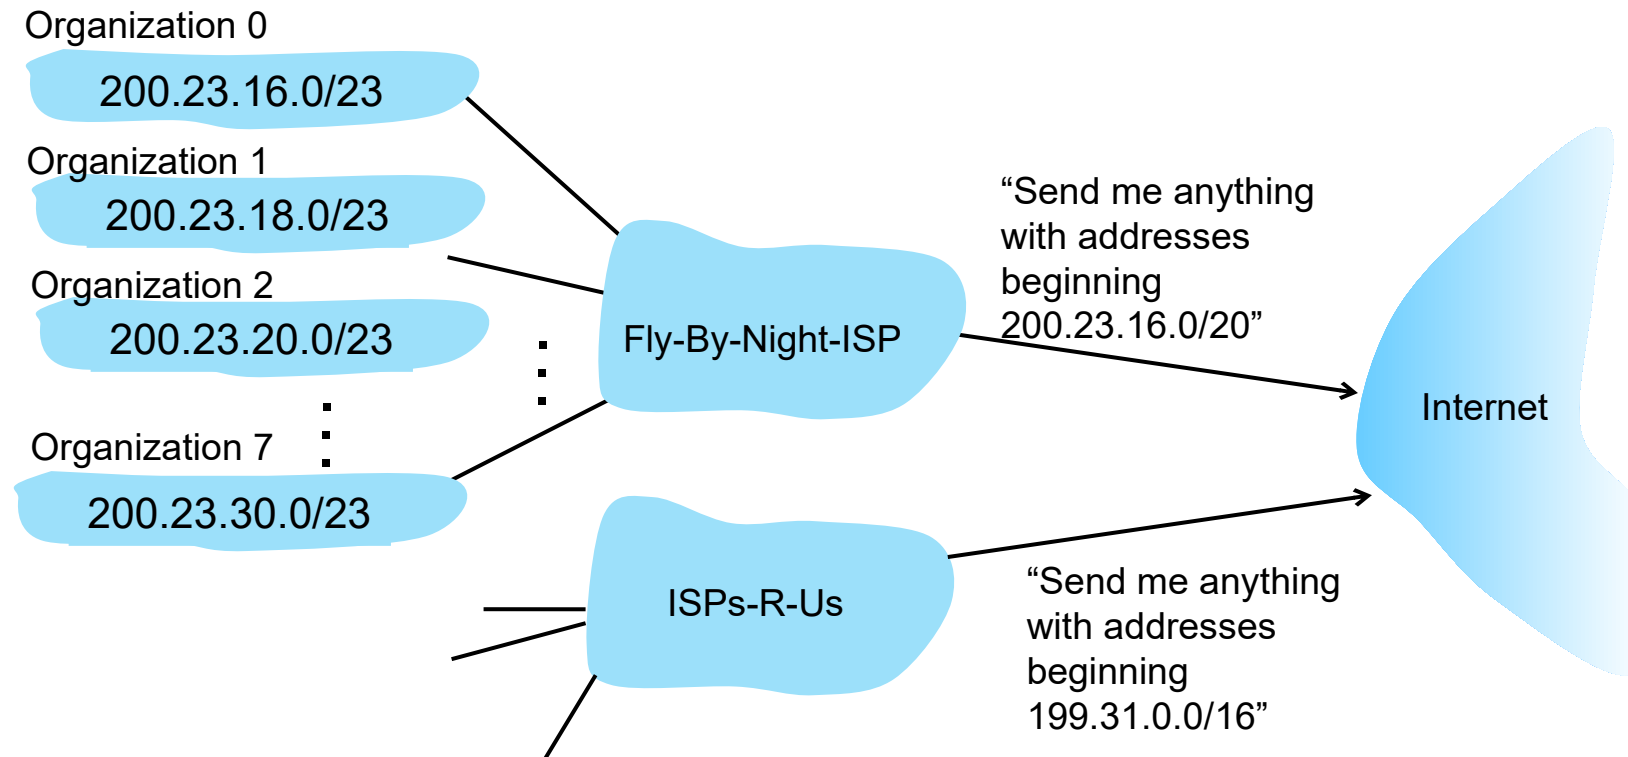 Organization 0
200.23.16.0/23
Organization 1
200.23.18.0/23
Organization 2
200.23.20.0/23
Organization 7
200.23.30.0/23
Fly-By-Night-ISP
“Send me anything
with addresses
beginning
200.23.16.0/20”
Internet
ISPs-R-Us
“Send me anything
with addresses
beginning
199.31.0.0/16”